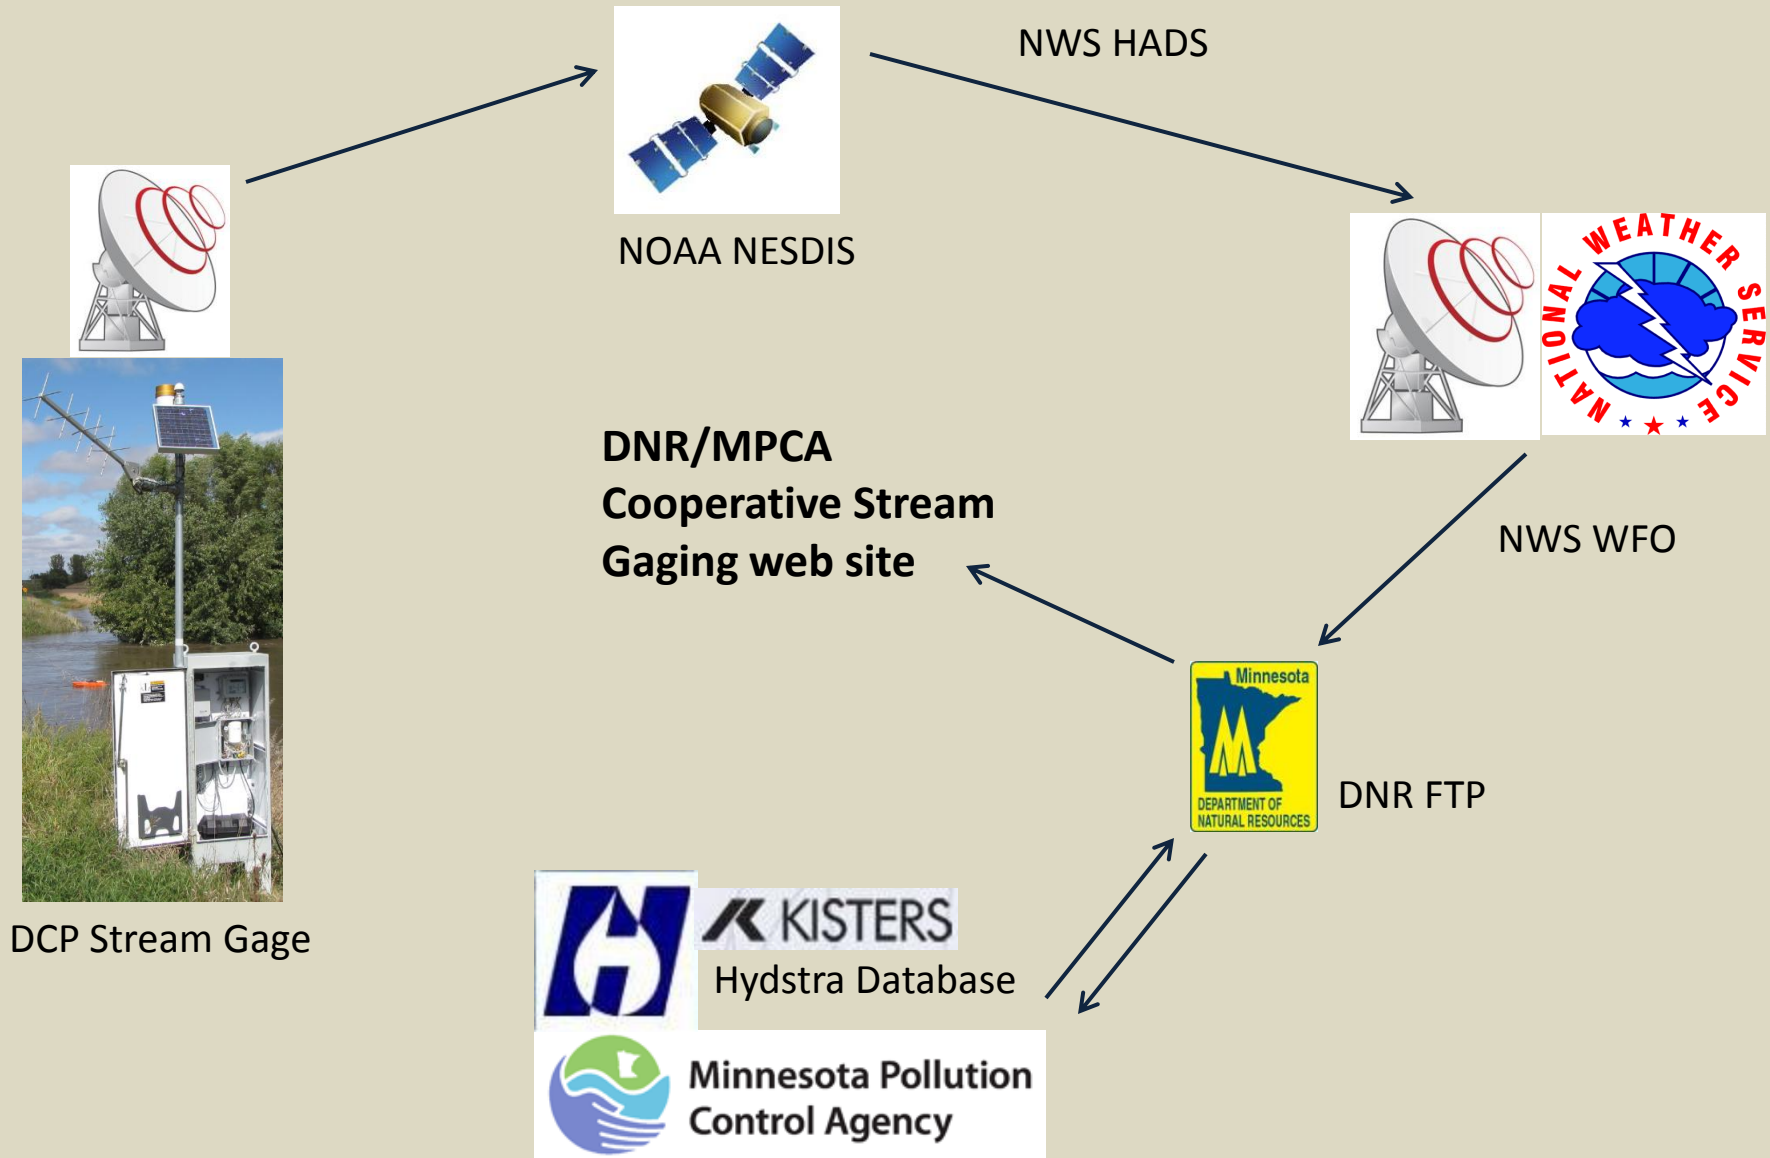 NWS HADS
NOAA NESDIS
NATIONAL WEATHER SERVICE
DNR/MPCA
Cooperative Stream
Gaging web site
NWS WFO
Minnesota
DEPARTMENT OF
NATURAL RESOURCES
DNR FTP
DCP Stream Gage
KISTERS
Hydstra Database
Minnesota Pollution
Control Agency